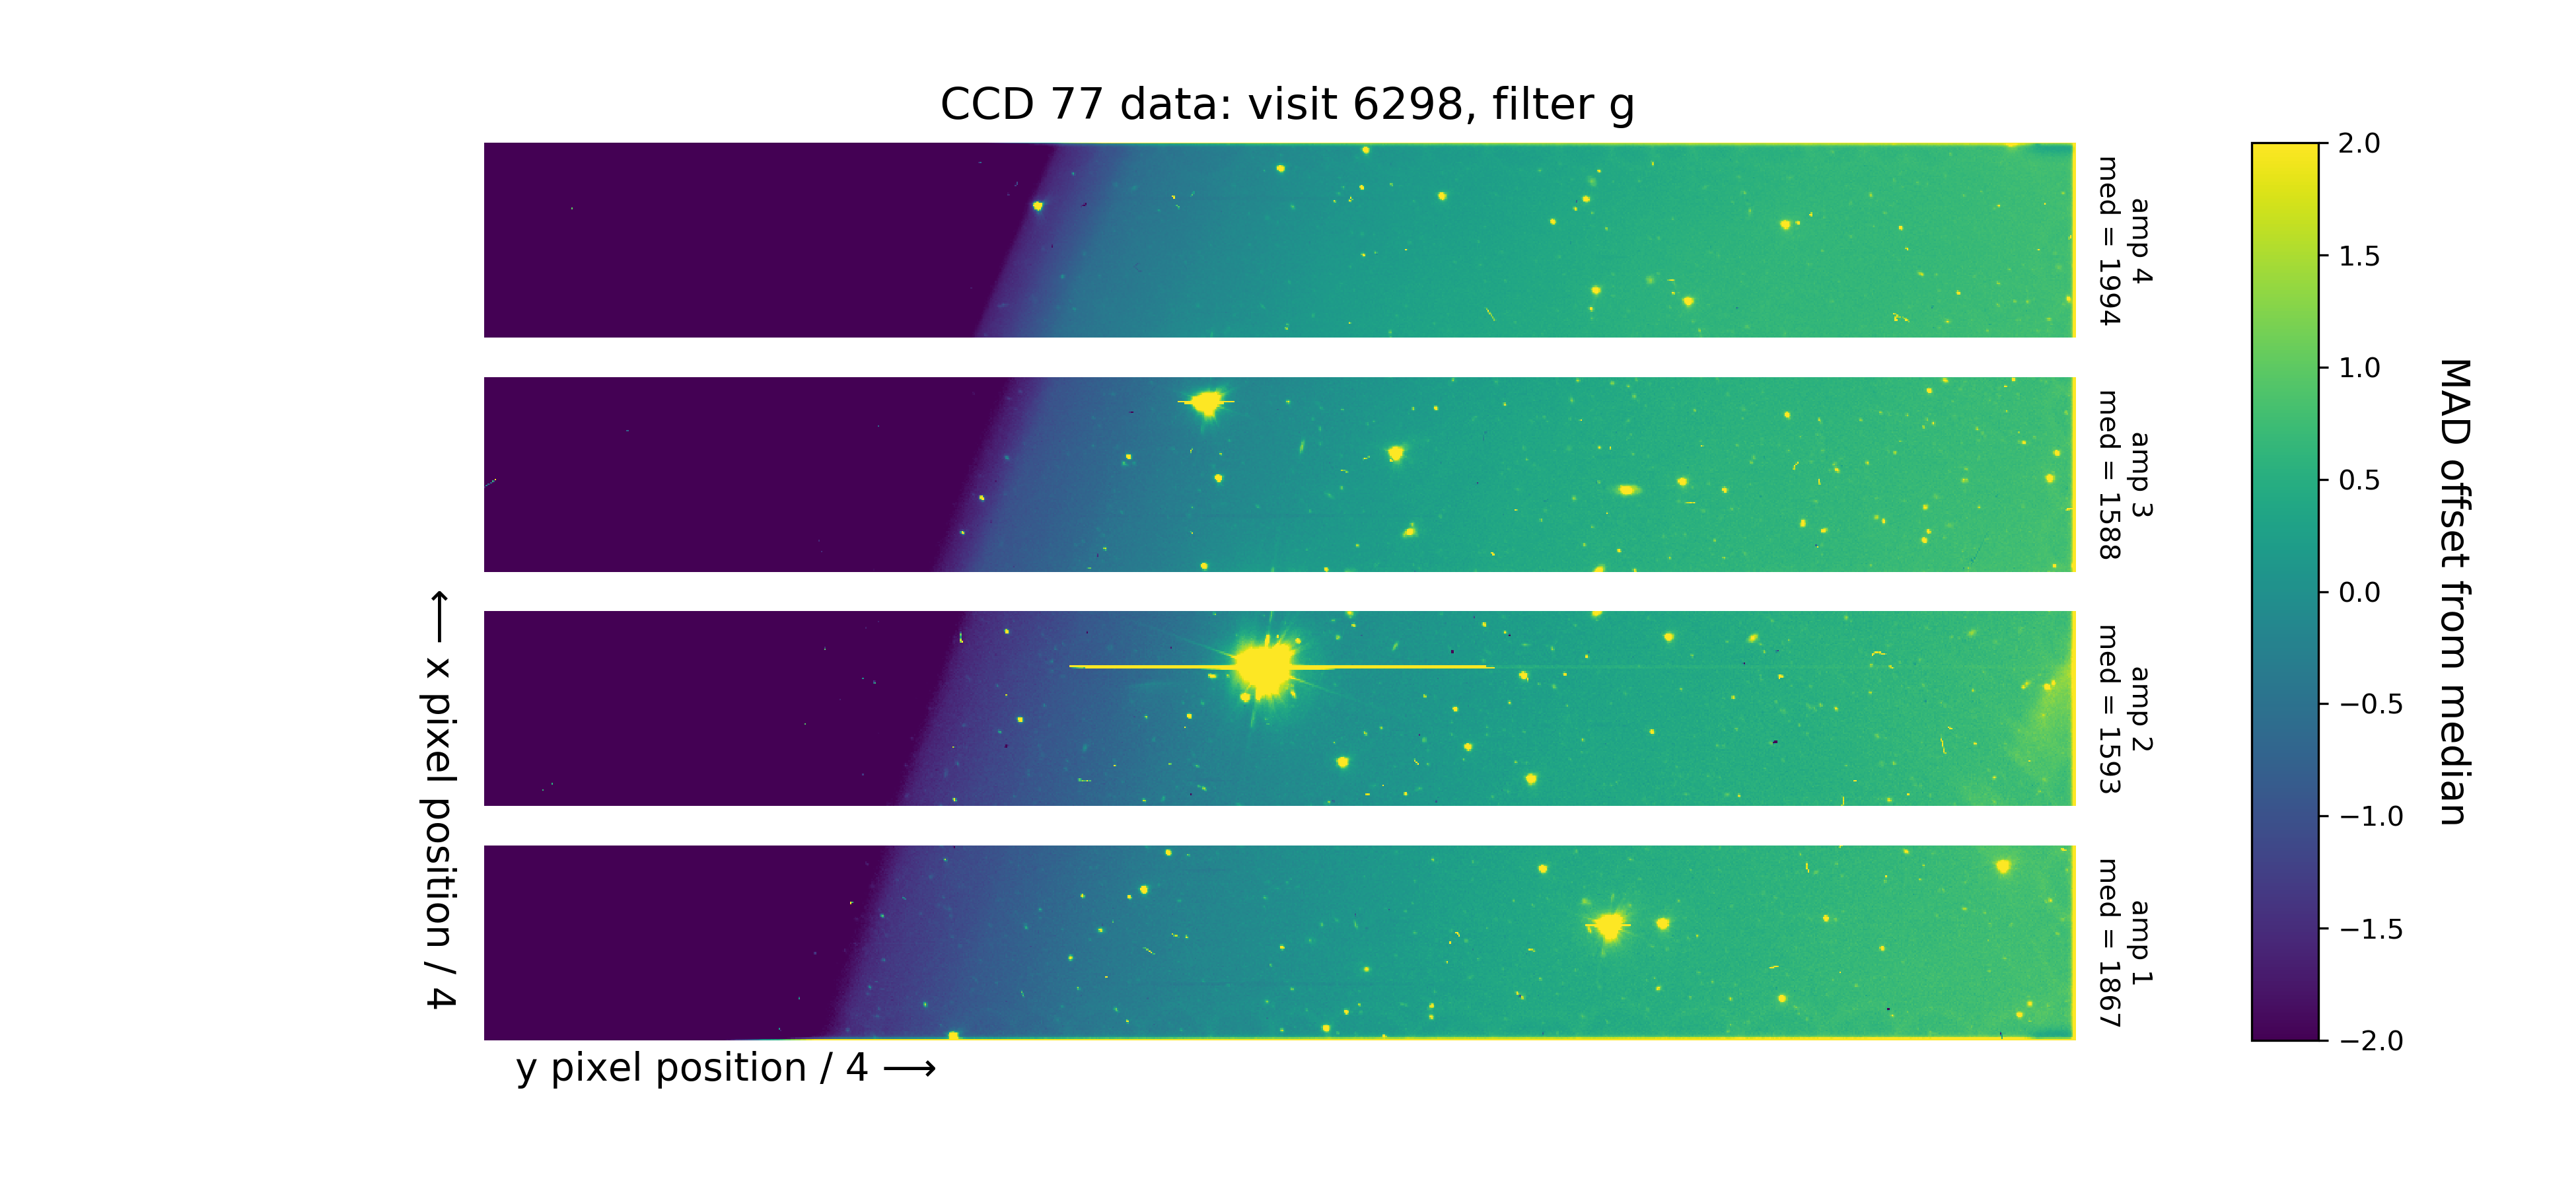 CCD 77 data: visit 6298, filter g
amp 4
med = 1994
amp 3
med = 1588
amp 2
med = 1593
amp 1
med = 1867
⟵ x pixel position / 4
y pixel position / 4 ⟶
2.0
1.5
1.0
0.5
0.0
−0.5
−1.0
−1.5
−2.0
MAD offset from median